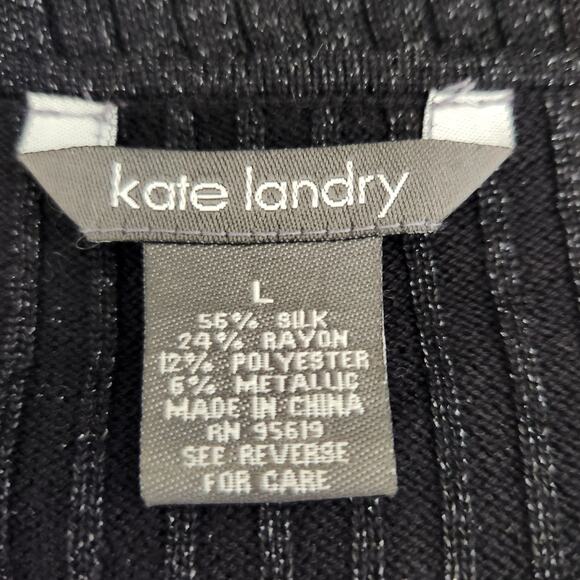 kate landry
L
56% SILK
24% RAYON
12% POLYESTER
6% METALLIC
MADE IN CHINA
RN 95619
SEE REVERSE
FOR CARE